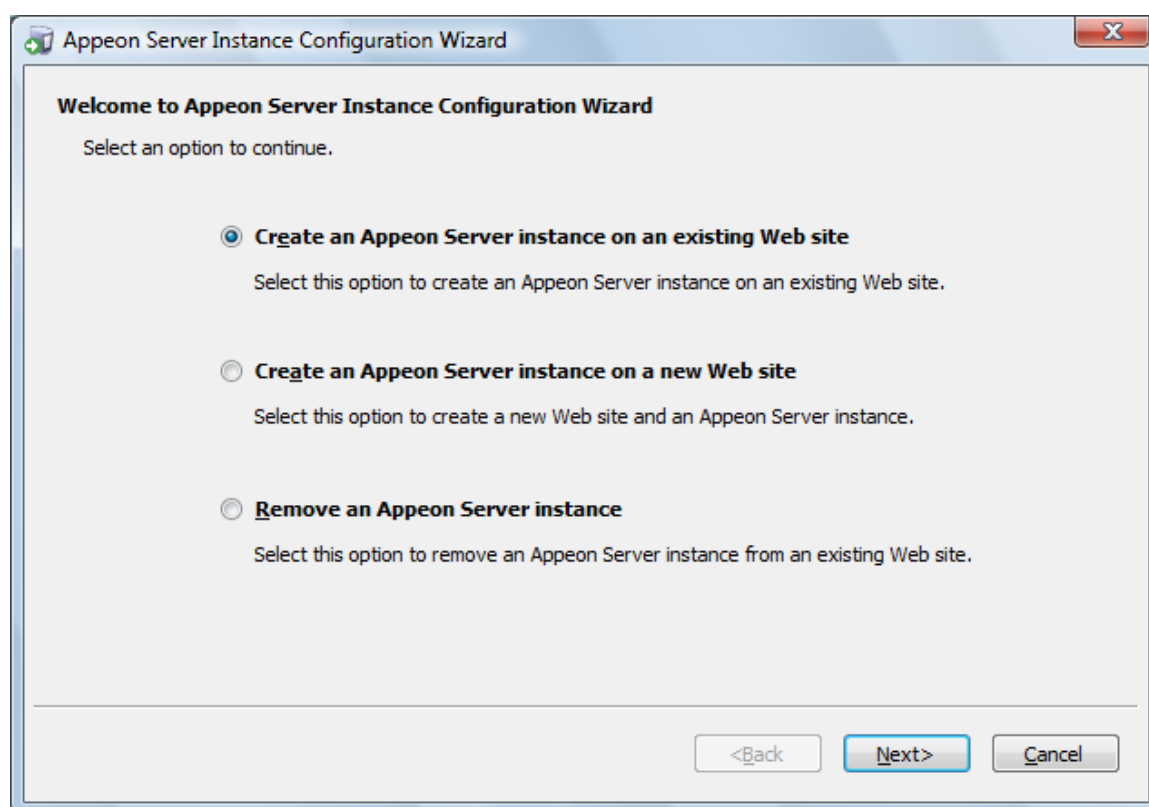 Appeon Server Instance Configuration Wizard
Welcome to Appeon Server Instance Configuration Wizard
Select an option to continue.
Create an Appeon Server instance on an existing Web site
Select this option to create an Appeon Server instance on an existing Web site.
Create an Appeon Server instance on a new Web site
Select this option to create a new Web site and an Appeon Server instance.
Remove an Appeon Server instance
Select this option to remove an Appeon Server instance from an existing Web site.
<Back Next> Cancel